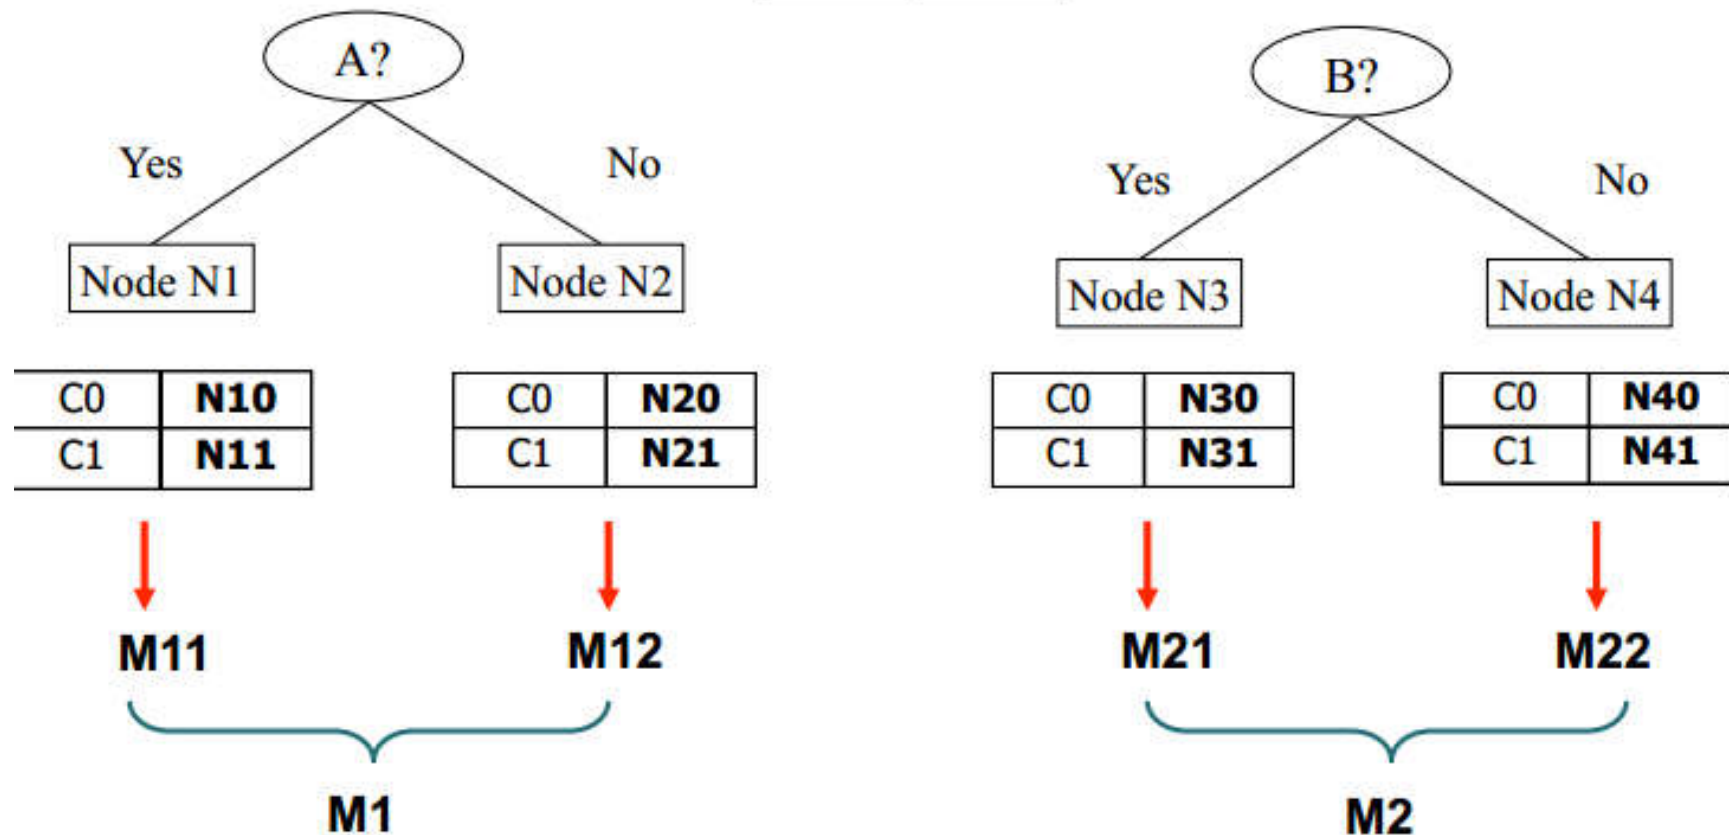 A?
B?
Yes
No
Yes
No
Node N1
Node N2
Node N3
Node N4
C0 N10
C1 N11
C0 N20
C1 N21
C0 N30
C1 N31
C0 N40
C1 N41
M11
M12
M21
M22
M1
M2